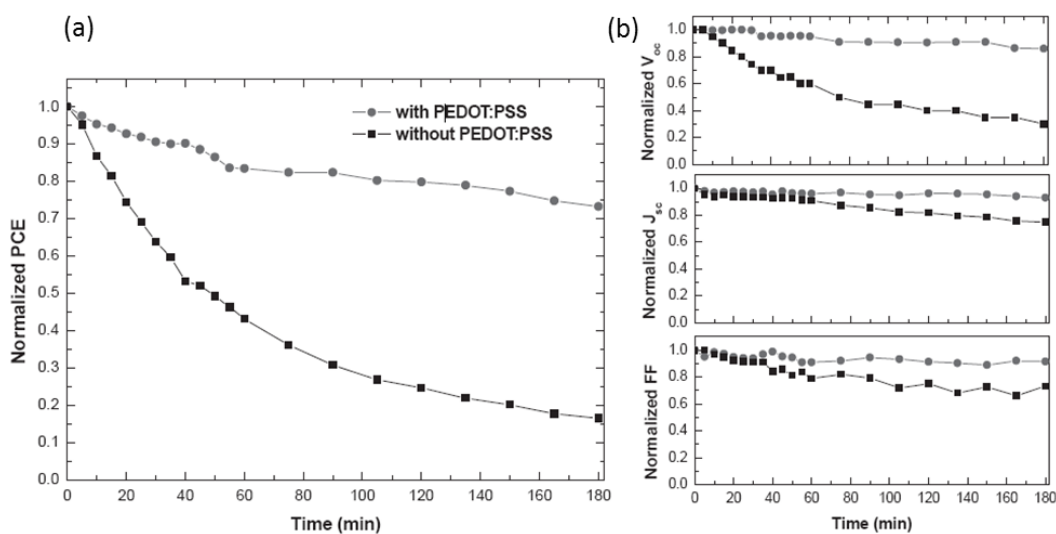 (a)
Normalized PCE
1.0
0.9
0.8
0.7
0.6
0.5
0.4
0.3
0.2
0.1
0.0
with PEDOT:PSS
without PEDOT:PSS
0 20 40 60 80 100 120 140 160 180
Time (min)
(b)
Normalized Voc
1.0
0.8
0.6
0.4
0.2
0.0
Normalized Jsc
1.0
0.8
0.6
0.4
0.2
0.0
Normalized FF
1.0
0.8
0.6
0.4
0.2
0.0
0 20 40 60 80 100 120 140 160 180
Time (min)